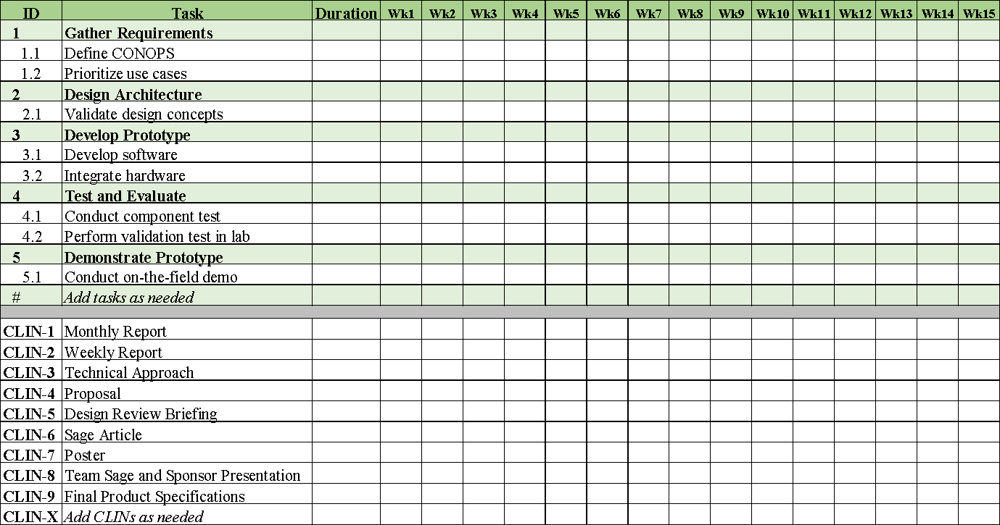 ID Task Duration Wk1 Wk2 Wk3 Wk4 Wk5 Wk6 Wk7 Wk8 Wk9 Wk10 Wk11 Wk12 Wk13 Wk14 Wk15
1 Gather Requirements
1.1 Define CONOPS
1.2 Prioritize use cases
2 Design Architecture
2.1 Validate design concepts
3 Develop Prototype
3.1 Develop software
3.2 Integrate hardware
4 Test and Evaluate
4.1 Conduct component test
4.2 Perform validation test in lab
5 Demonstrate Prototype
5.1 Conduct on-the-field demo
# Add tasks as needed
CLIN-1 Monthly Report
CLIN-2 Weekly Report
CLIN-3 Technical Approach
CLIN-4 Proposal
CLIN-5 Design Review Briefing
CLIN-6 Sage Article
CLIN-7 Poster
CLIN-8 Team Sage and Sponsor Presentation
CLIN-9 Final Product Specifications
CLIN-X Add CLINs as needed